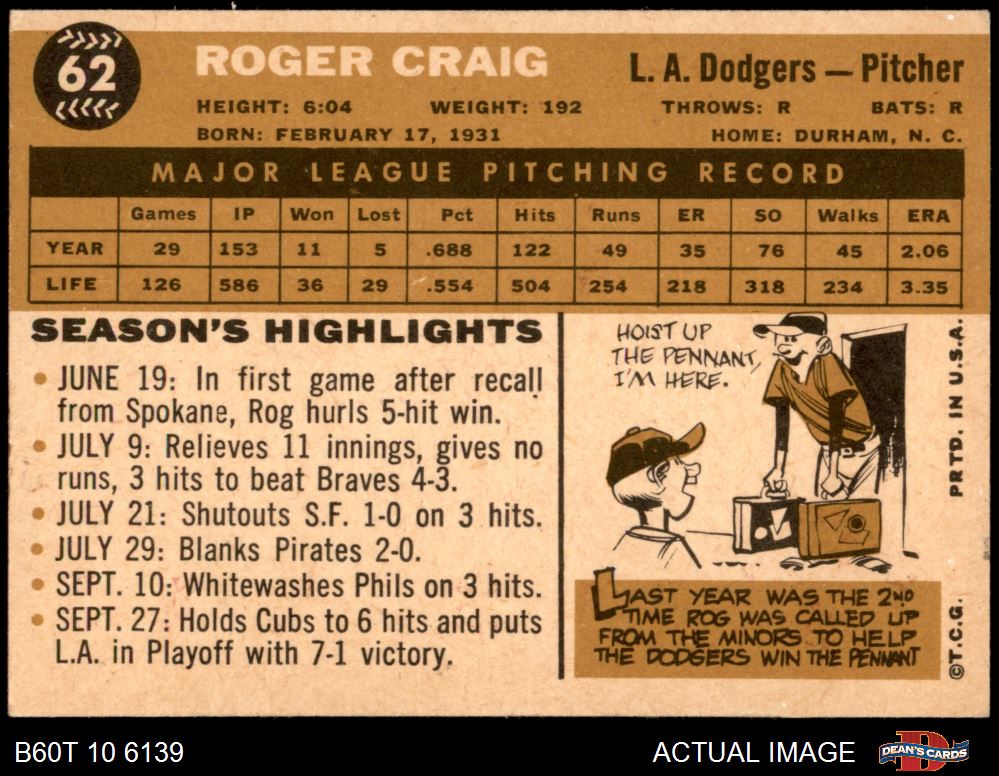 62
ROGER CRAIG
L. A. Dodgers — Pitcher
HEIGHT: 6:04 WEIGHT: 192 THROWS: R BATS: R
BORN: FEBRUARY 17, 1931 HOME: DURHAM, N. C.
MAJOR LEAGUE PITCHING RECORD
Games IP Won Lost Pct Hits Runs ER SO Walks ERA
YEAR 29 153 11 5 .688 122 49 35 76 45 2.06
LIFE 126 586 36 29 .554 504 254 218 318 234 3.35
SEASON'S HIGHLIGHTS
• JUNE 19: In first game after recall
from Spokane, Rog hurls 5-hit win.
• JULY 9: Relieves 11 innings, gives no
runs, 3 hits to beat Braves 4-3.
• JULY 21: Shutouts S.F. 1-0 on 3 hits.
• JULY 29: Blanks Pirates 2-0.
• SEPT. 10: Whitewashes Phils on 3 hits.
• SEPT. 27: Holds Cubs to 6 hits and puts
L.A. in Playoff with 7-1 victory.
HOIST UP
THE PENNANT,
I'M HERE.
LAST YEAR WAS THE 2ND
TIME ROG WAS CALLED UP
FROM THE MINORS TO HELP
THE DODGERS WIN THE PENNANT
©T.C.G. PRTD. IN U.S.A.
B60T 10 6139 ACTUAL IMAGE
DEAN'S CARDS